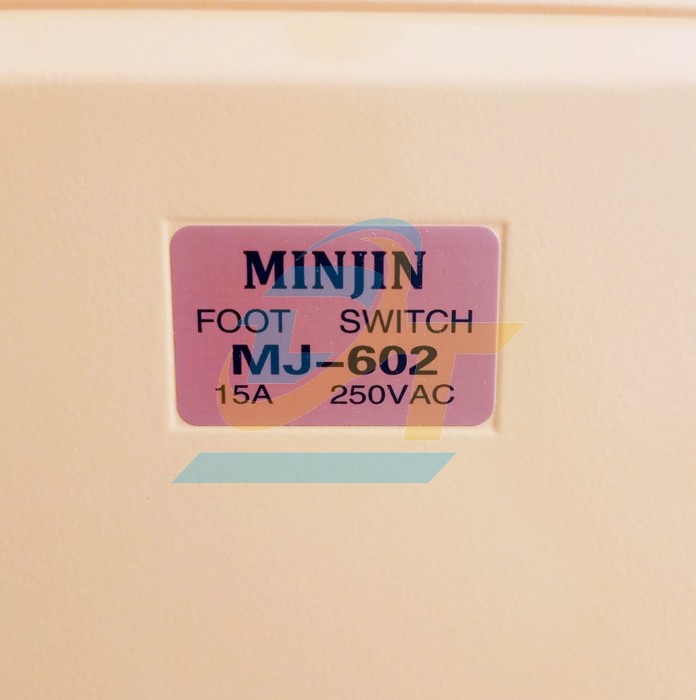 MINJIN
FOOT SWITCH
MJ-602
15A 250VAC